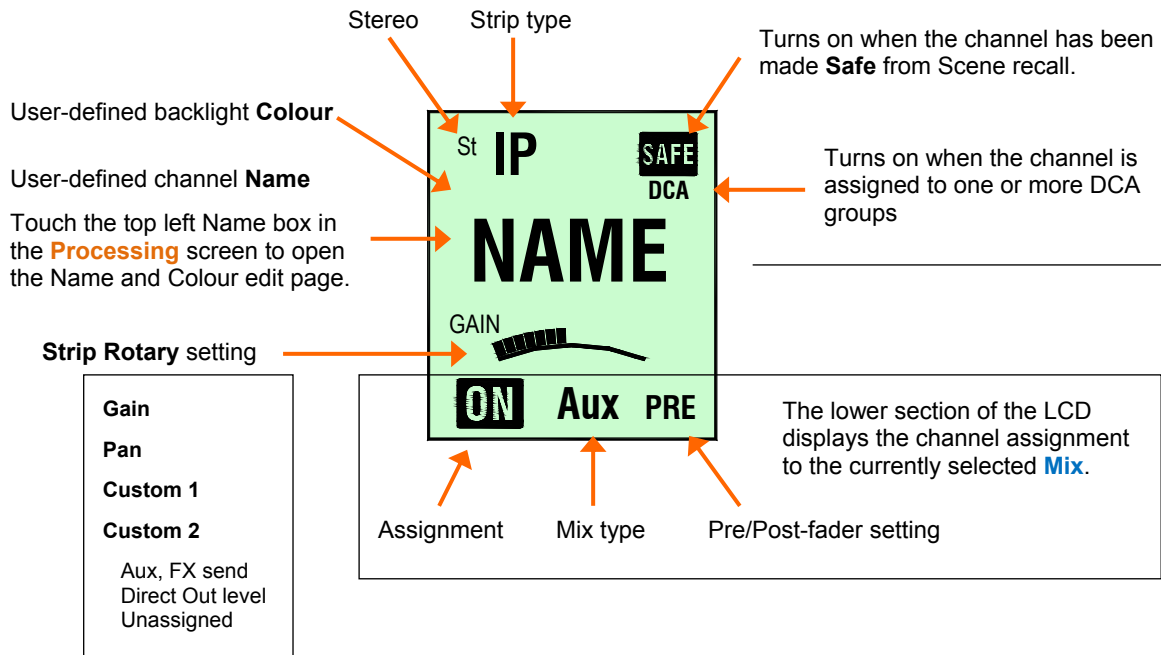 Stereo
Strip type
Turns on when the channel has been
made Safe from Scene recall.
User-defined backlight Colour
St
IP
SAFE
DCA
Turns on when the channel is
assigned to one or more DCA
groups
User-defined channel Name
Touch the top left Name box in
the Processing screen to open
the Name and Colour edit page.
NAME
GAIN
Strip Rotary setting
ON
Aux
PRE
Gain
Pan
Custom 1
Custom 2
Aux, FX send
Direct Out level
Unassigned
The lower section of the LCD
displays the channel assignment
to the currently selected Mix.
Assignment
Mix type
Pre/Post-fader setting